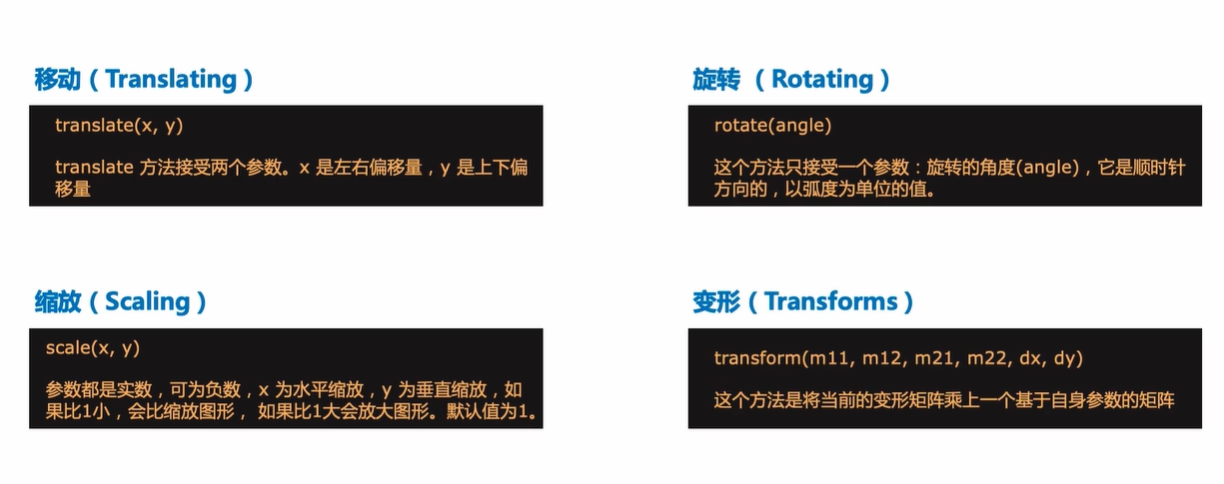 移动（Translating）
translate(x, y)
translate 方法接受两个参数。x 是左右偏移量，y 是上下偏
移量
旋转 （Rotating）
rotate(angle)
这个方法只接受一个参数：旋转的角度(angle)，它是顺时针
方向的，以弧度为单位的值。
缩放（Scaling）
scale(x, y)
参数都是实数，可为负数，x 为水平缩放，y 为垂直缩放，如
果比1小，会比缩放图形， 如果比1大会放大图形。默认值为1。
变形（Transforms）
transform(m11, m12, m21, m22, dx, dy)
这个方法是将当前的变形矩阵乘上一个基于自身参数的矩阵